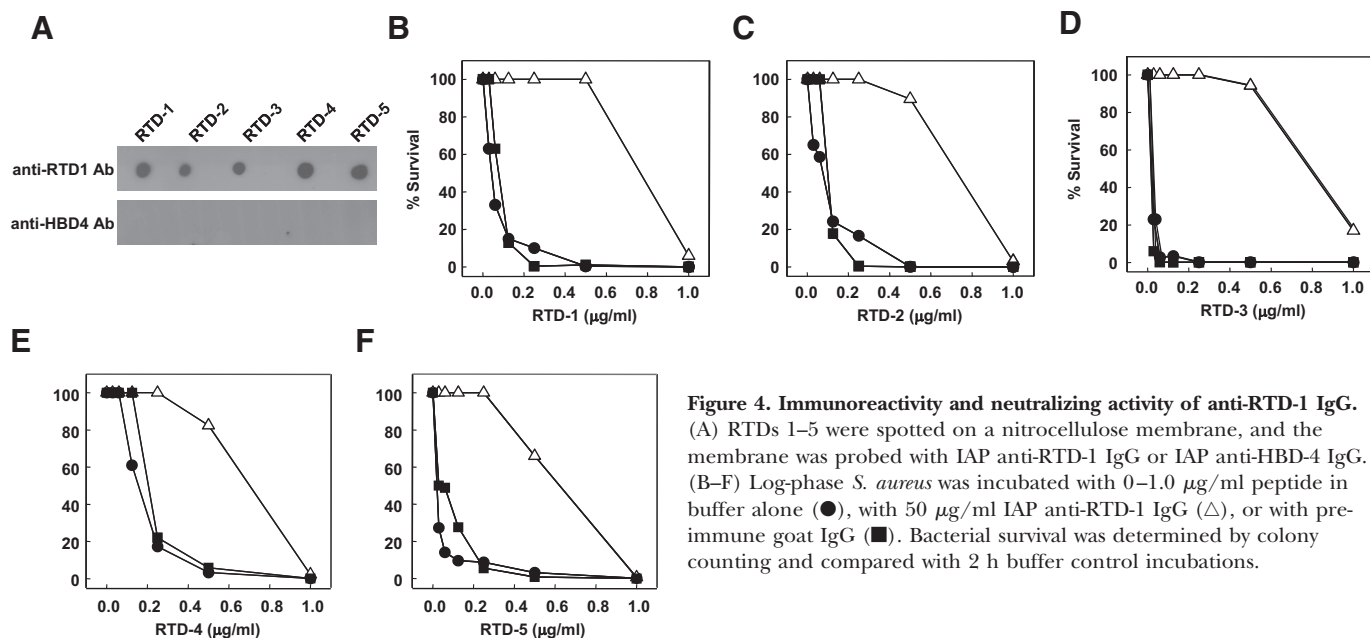 A
RTD-1
RTD-2
RTD-3
RTD-4
RTD-5
anti-RTD1 Ab
anti-HBD4 Ab
B
% Survival
100
80
60
40
20
0
0.0 0.2 0.4 0.6 0.8 1.0
RTD-1 (μg/ml)
C
100
80
60
40
20
0
0.0 0.2 0.4 0.6 0.8 1.0
RTD-2 (μg/ml)
D
% Survival
100
80
60
40
20
0
0.0 0.2 0.4 0.6 0.8 1.0
RTD-3 (μg/ml)
E
100
80
60
40
20
0
0.0 0.2 0.4 0.6 0.8 1.0
RTD-4 (μg/ml)
F
100
80
60
40
20
0
0.0 0.2 0.4 0.6 0.8 1.0
RTD-5 (μg/ml)
Figure 4. Immunoreactivity and neutralizing activity of anti-RTD-1 IgG.
(A) RTDs 1–5 were spotted on a nitrocellulose membrane, and the
membrane was probed with IAP anti-RTD-1 IgG or IAP anti-HBD-4 IgG.
(B–F) Log-phase S. aureus was incubated with 0–1.0 μg/ml peptide in
buffer alone (●), with 50 μg/ml IAP anti-RTD-1 IgG (△), or with pre-
immune goat IgG (■). Bacterial survival was determined by colony
counting and compared with 2 h buffer control incubations.